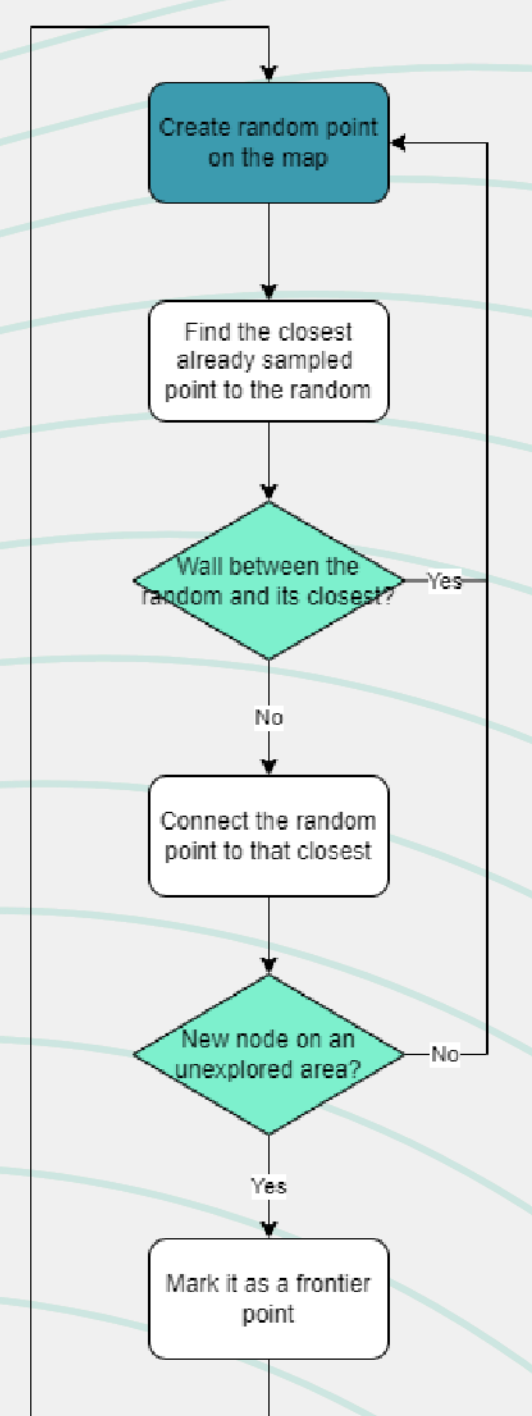 Create random point
on the map
Find the closest
already sampled
point to the random
Wall between the
random and its closest?
Yes
No
Connect the random
point to that closest
New node on an
unexplored area?
No
Yes
Mark it as a frontier
point